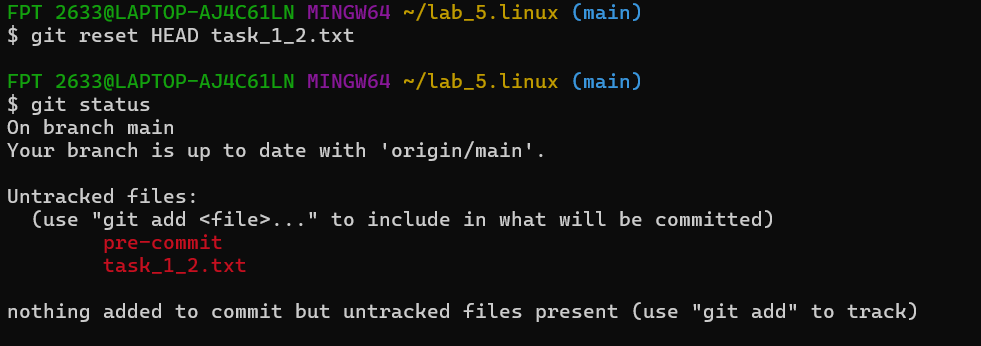 FPT 2633@LAPTOP-AJ4C61LN MINGW64 ~/lab_5.linux (main)
$ git reset HEAD task_1_2.txt
FPT 2633@LAPTOP-AJ4C61LN MINGW64 ~/lab_5.linux (main)
$ git status
On branch main
Your branch is up to date with 'origin/main'.
Untracked files:
  (use "git add <file>..." to include in what will be committed)
        pre-commit
        task_1_2.txt
nothing added to commit but untracked files present (use "git add" to track)